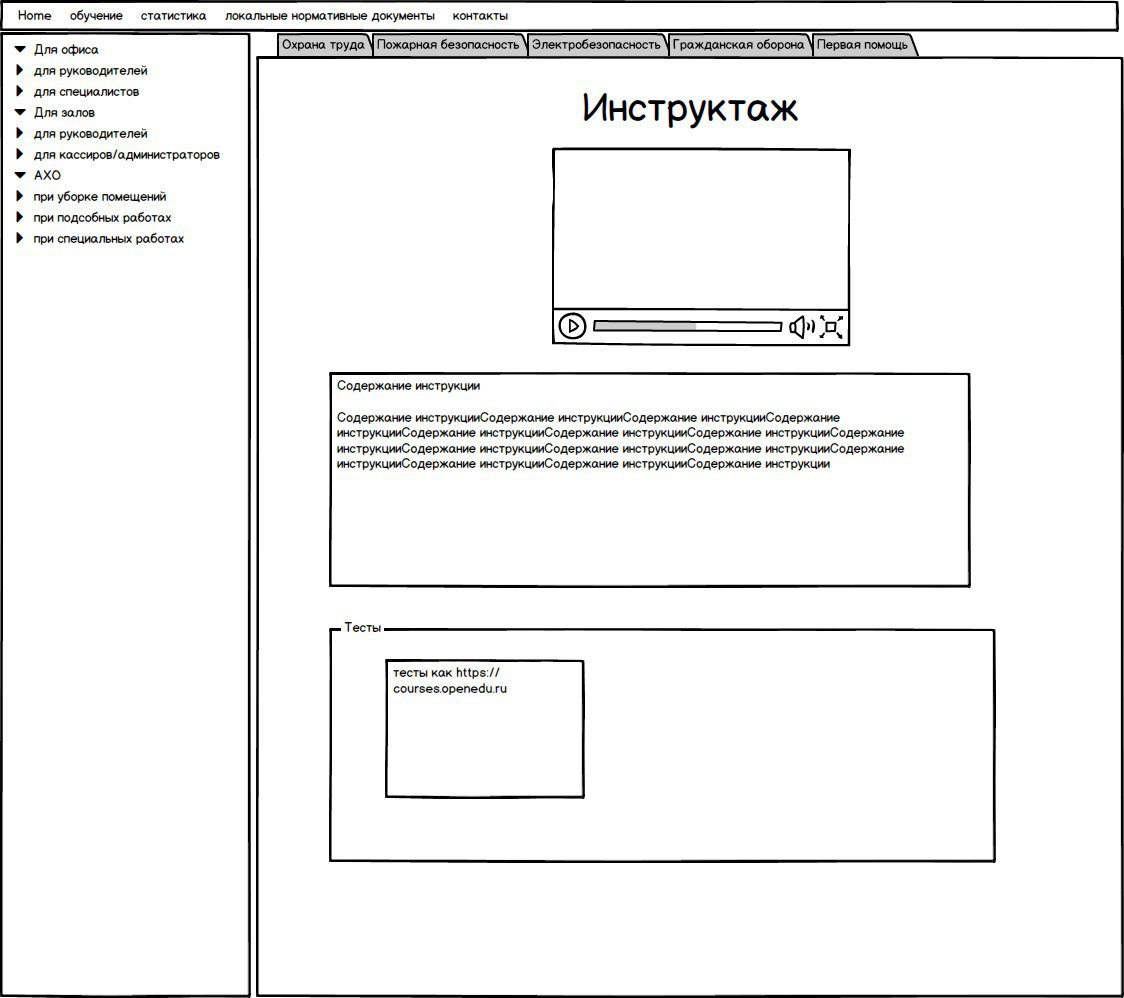 Home обучение статистика локальные нормативные документы контакты
Для офиса
для руководителей
для специалистов
Для залов
для руководителей
для кассиров/администраторов
АХО
при уборке помещений
при подсобных работах
при специальных работах
Охрана труда Пожарная безопасность Электробезопасность Гражданская оборона Первая помощь
Инструктаж
Содержание инструкции
Содержание инструкцииСодержание инструкцииСодержание инструкцииСодержание
инструкцииСодержание инструкцииСодержание инструкцииСодержание инструкцииСодержание
инструкцииСодержание инструкцииСодержание инструкцииСодержание инструкцииСодержание
инструкцииСодержание инструкцииСодержание инструкцииСодержание инструкции
Тесты
тесты как https://
courses.openedu.ru